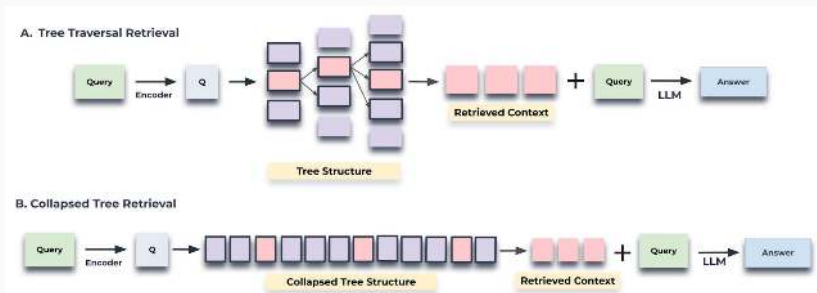 A. Tree Traversal Retrieval
Query
Encoder
Q
Tree Structure
Retrieved Context
+
Query
LLM
Answer
B. Collapsed Tree Retrieval
Query
Encoder
Q
Collapsed Tree Structure
Retrieved Context
+
Query
LLM
Answer